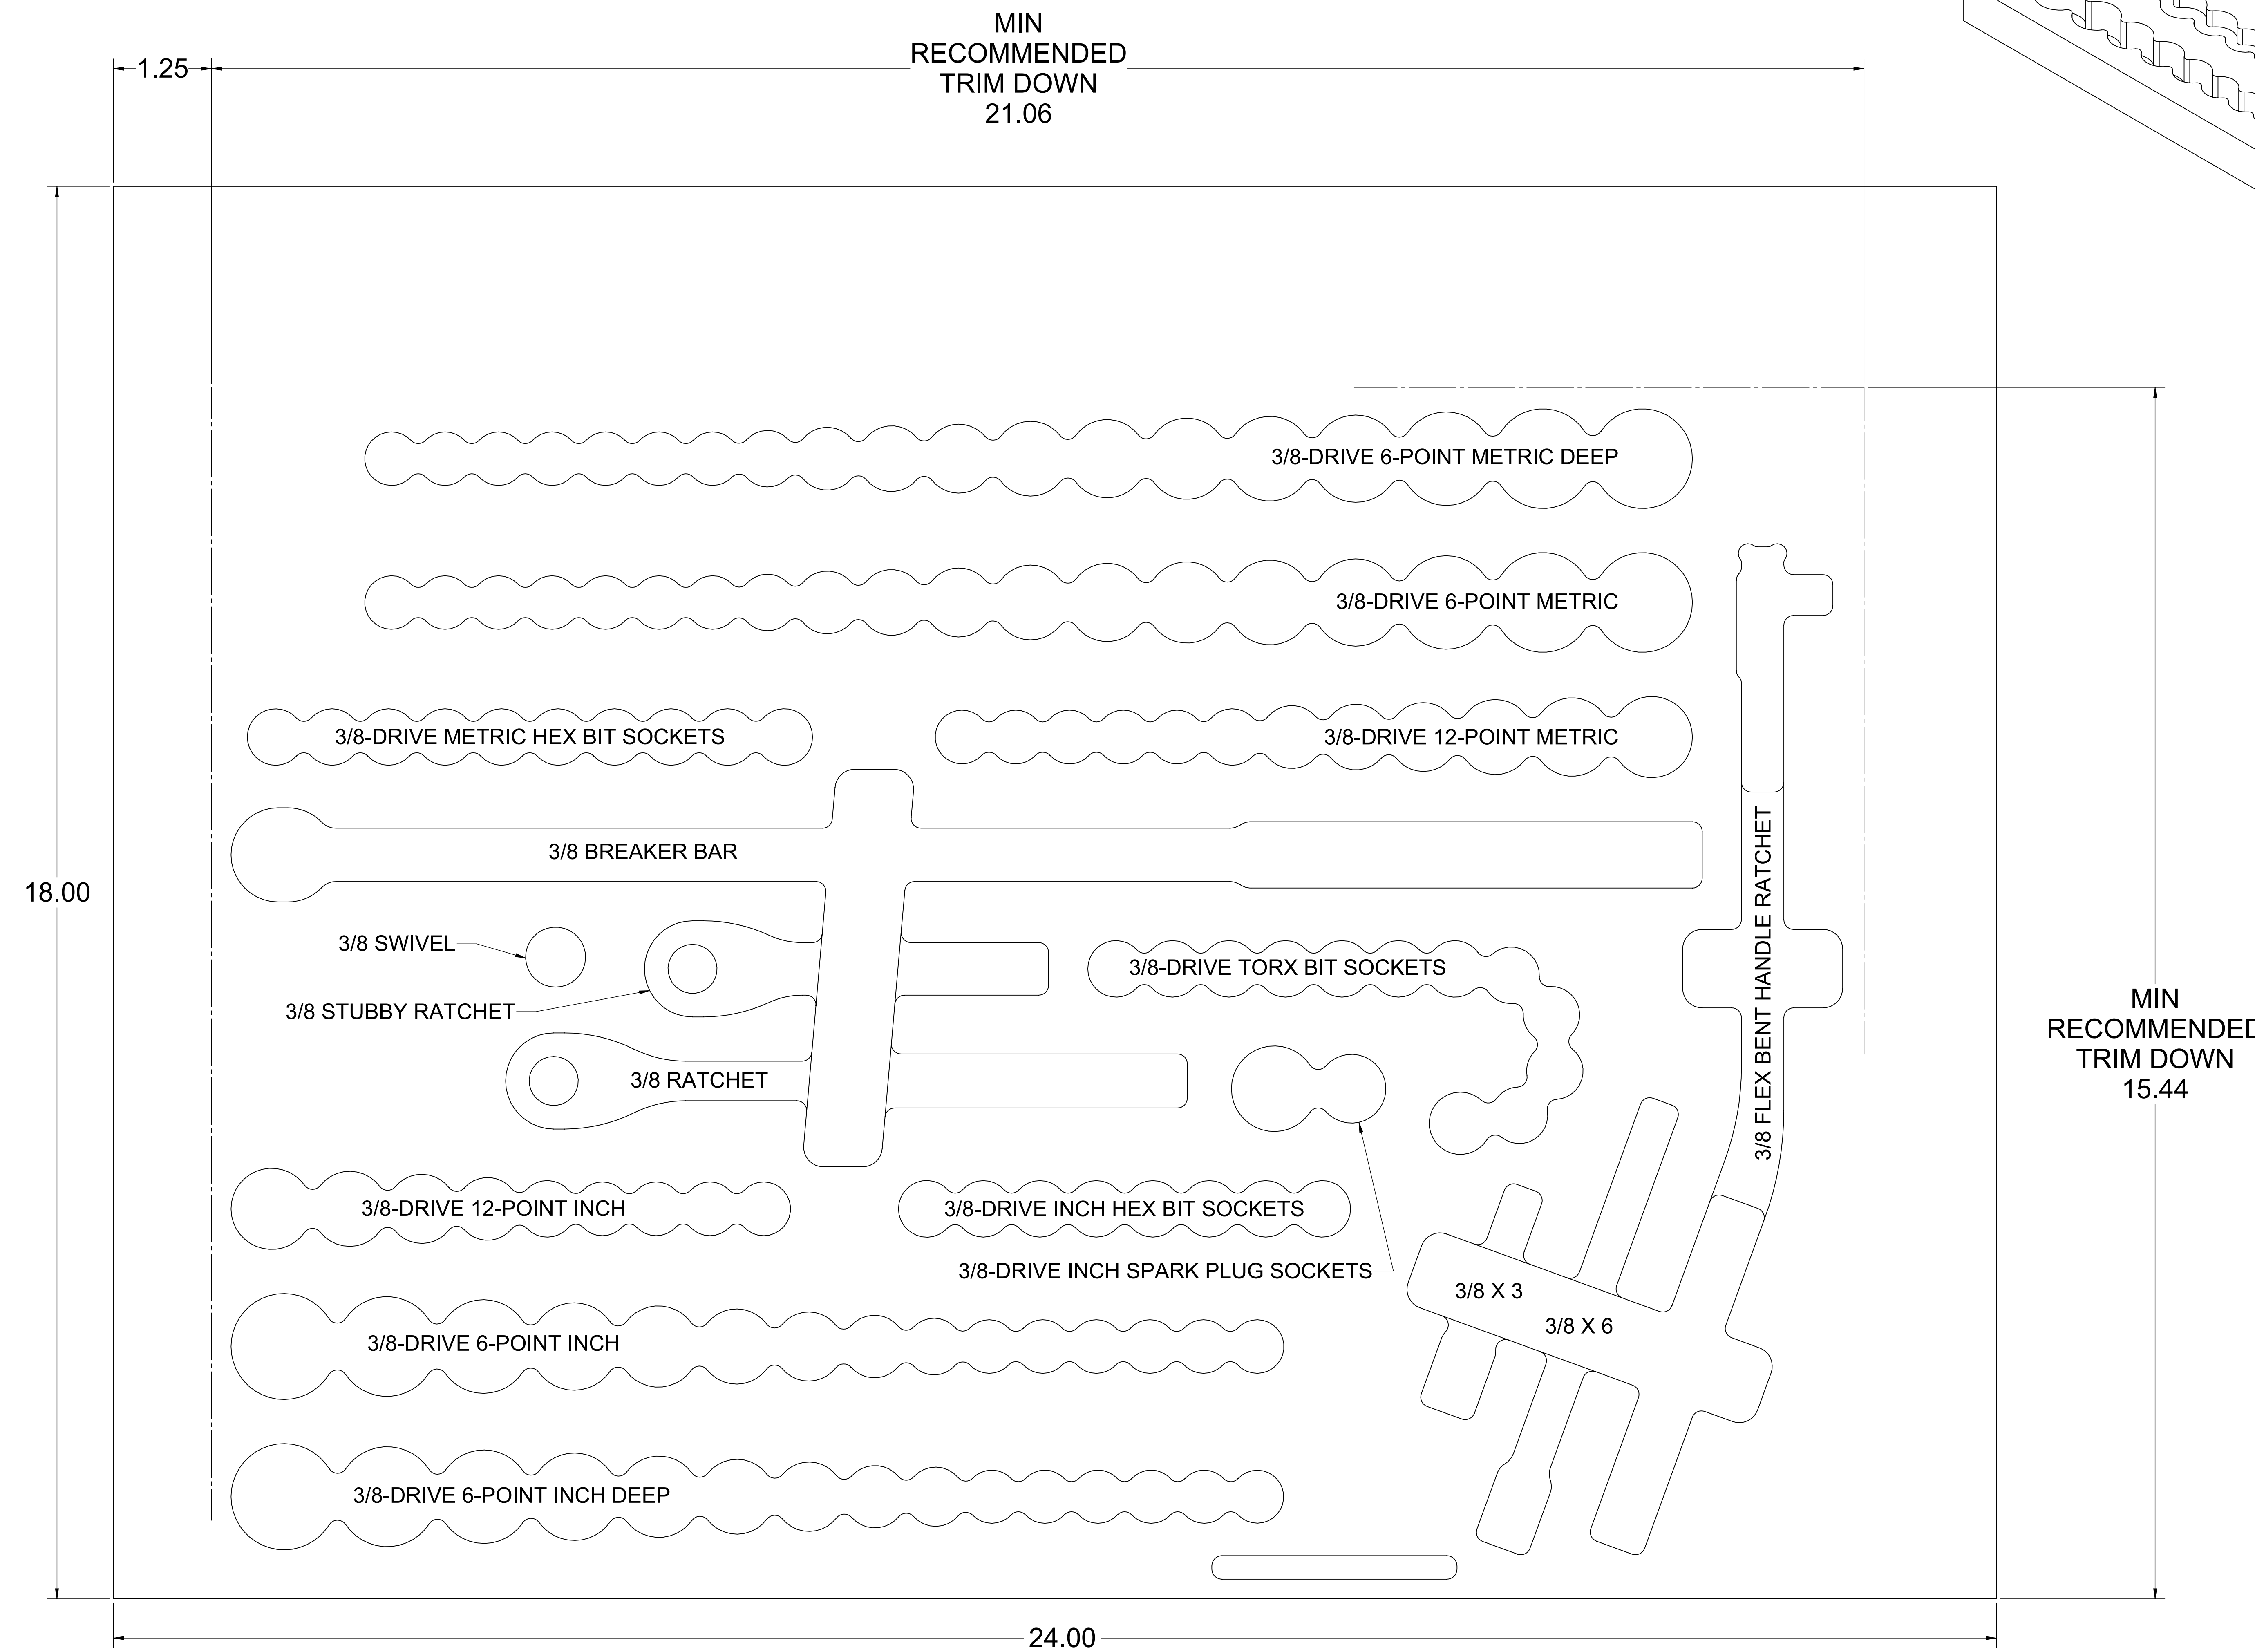 MIN
RECOMMENDED
TRIM DOWN
21.06
1.25
3/8-DRIVE 6-POINT METRIC DEEP
3/8-DRIVE 6-POINT METRIC
3/8-DRIVE METRIC HEX BIT SOCKETS
3/8-DRIVE 12-POINT METRIC
3/8 BREAKER BAR
3/8 FLEX BENT HANDLE RATCHET
18.00
3/8 SWIVEL
3/8-DRIVE TORX BIT SOCKETS
3/8 STUBBY RATCHET
MIN
RECOMMENDED
TRIM DOWN
15.44
3/8 RATCHET
3/8-DRIVE 12-POINT INCH
3/8-DRIVE INCH HEX BIT SOCKETS
3/8-DRIVE INCH SPARK PLUG SOCKETS
3/8 X 3
3/8 X 6
3/8-DRIVE 6-POINT INCH
3/8-DRIVE 6-POINT INCH DEEP
24.00